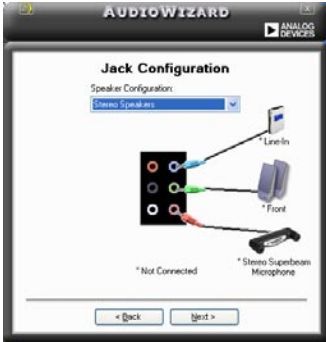 AUDIOWIZARD
ANALOG
DEVICES
Jack Configuration
Speaker Configuration:
Stereo Speakers
* Line-In
* Front
* Stereo Superbeam
Microphone
* Not Connected
< Back
Next >